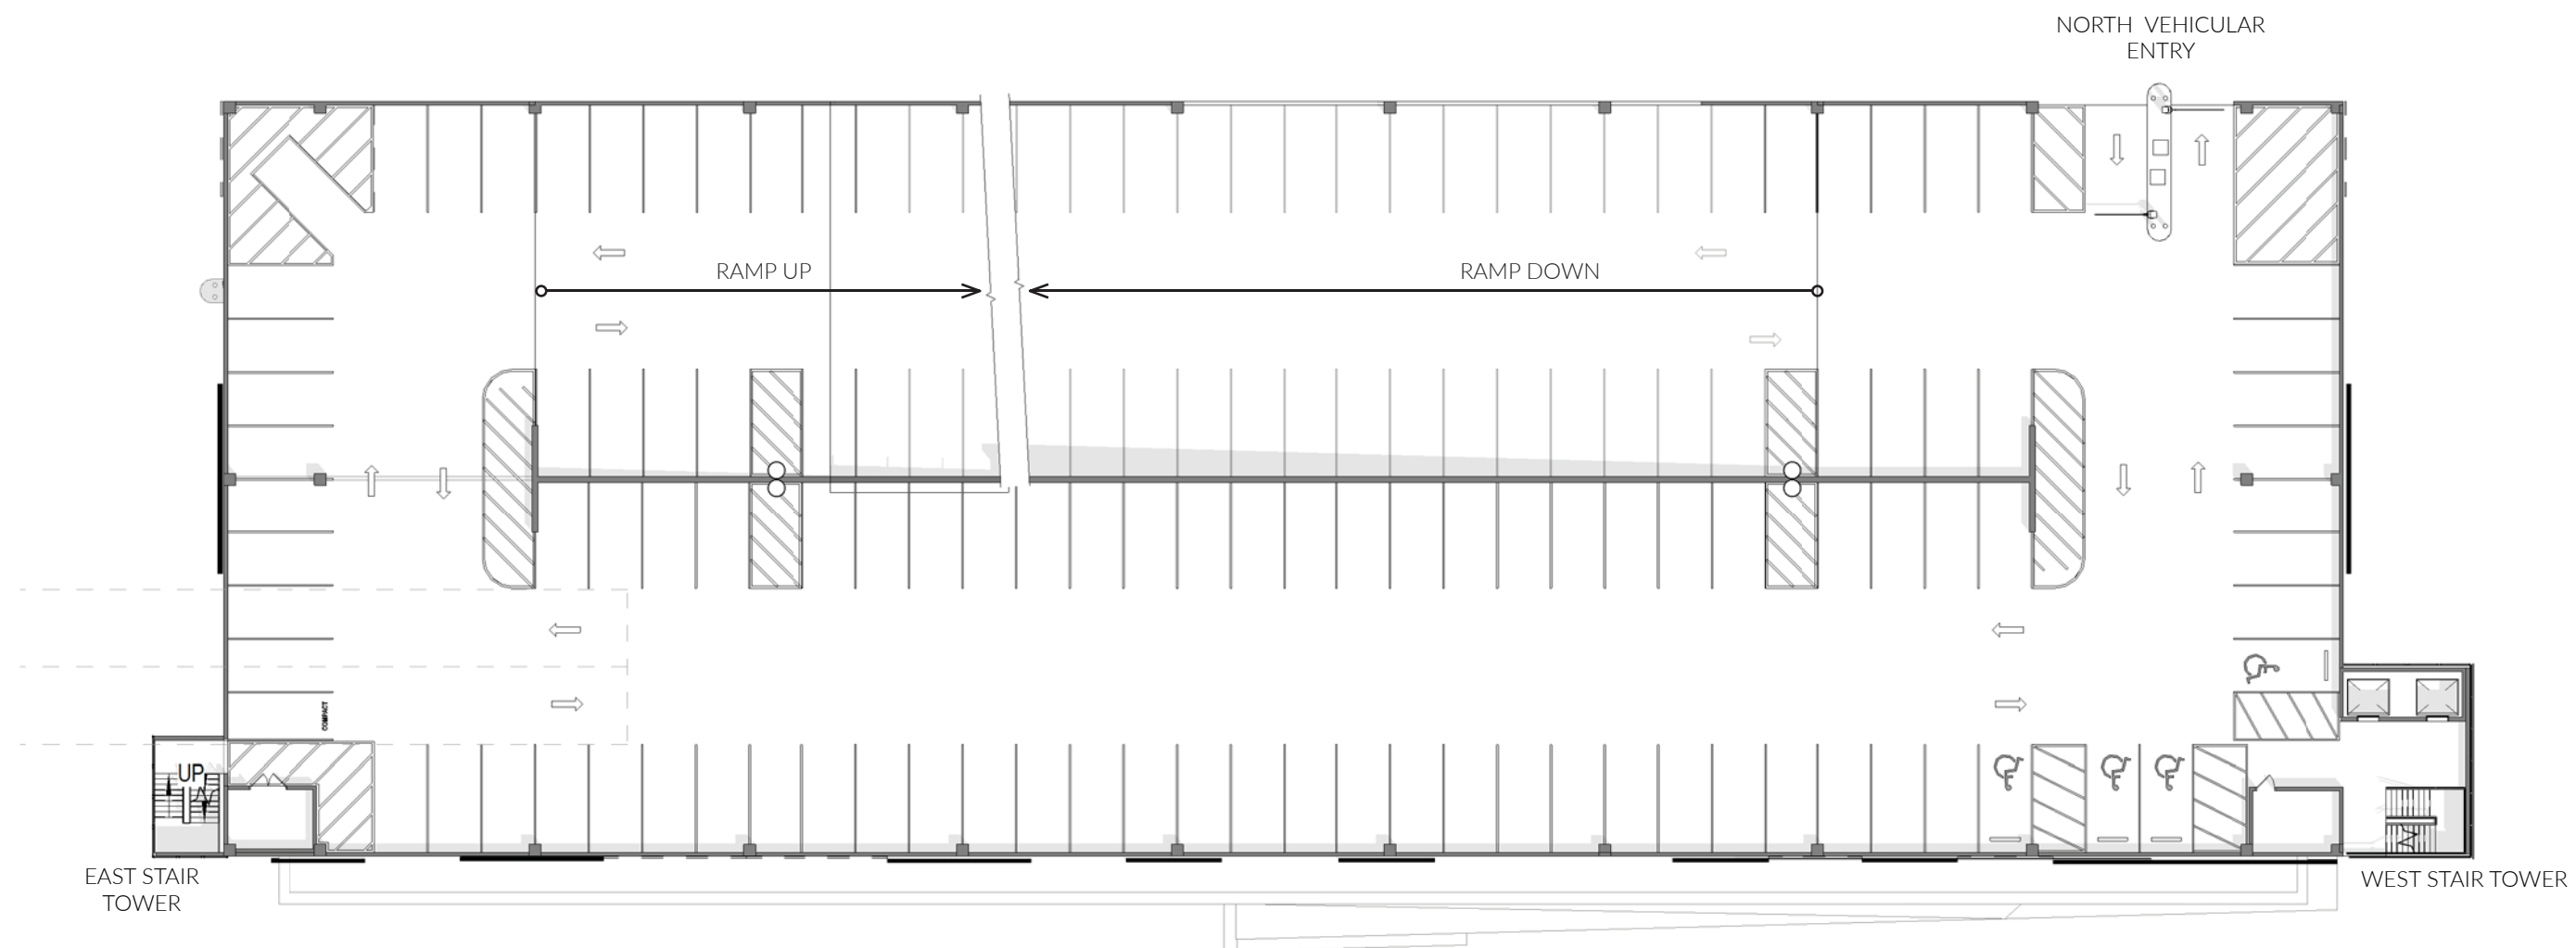 NORTH VEHICULAR
ENTRY
RAMP UP
RAMP DOWN
COMPACT
UP
EAST STAIR
TOWER
WEST STAIR TOWER